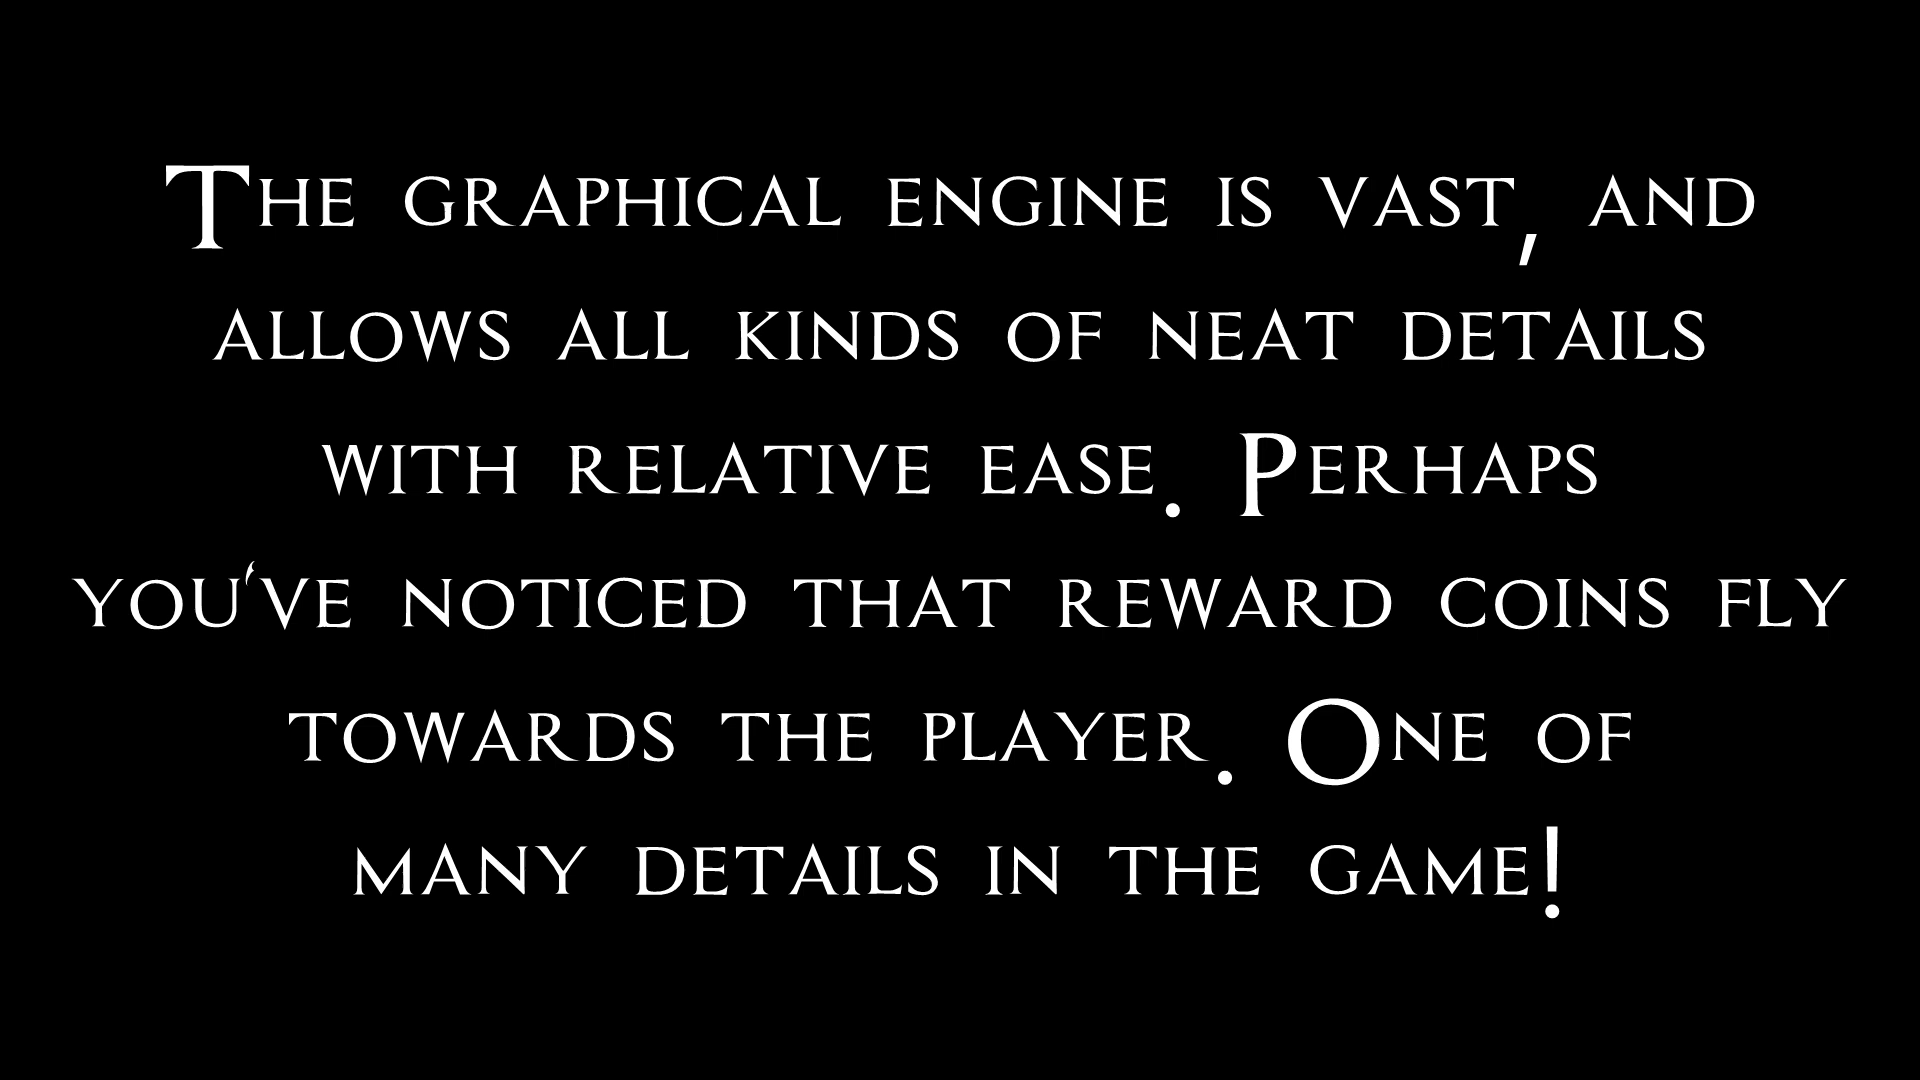 The graphical engine is vast, and
allows all kinds of neat details
with relative ease. Perhaps
you've noticed that reward coins fly
towards the player. One of
many details in the game!